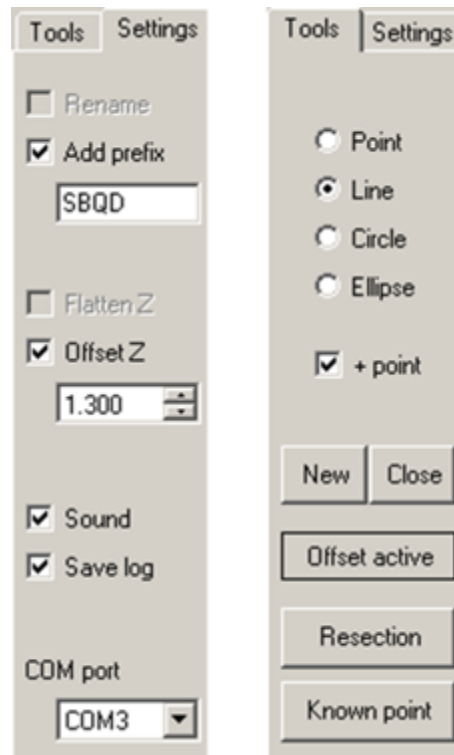 Tools Settings
Rename
Add prefix
SBQD
Flatten Z
Offset Z
1.300
Sound
Save log
COM port
COM3
Tools Settings
Point
Line
Circle
Ellipse
+ point
New Close
Offset active
Resection
Known point